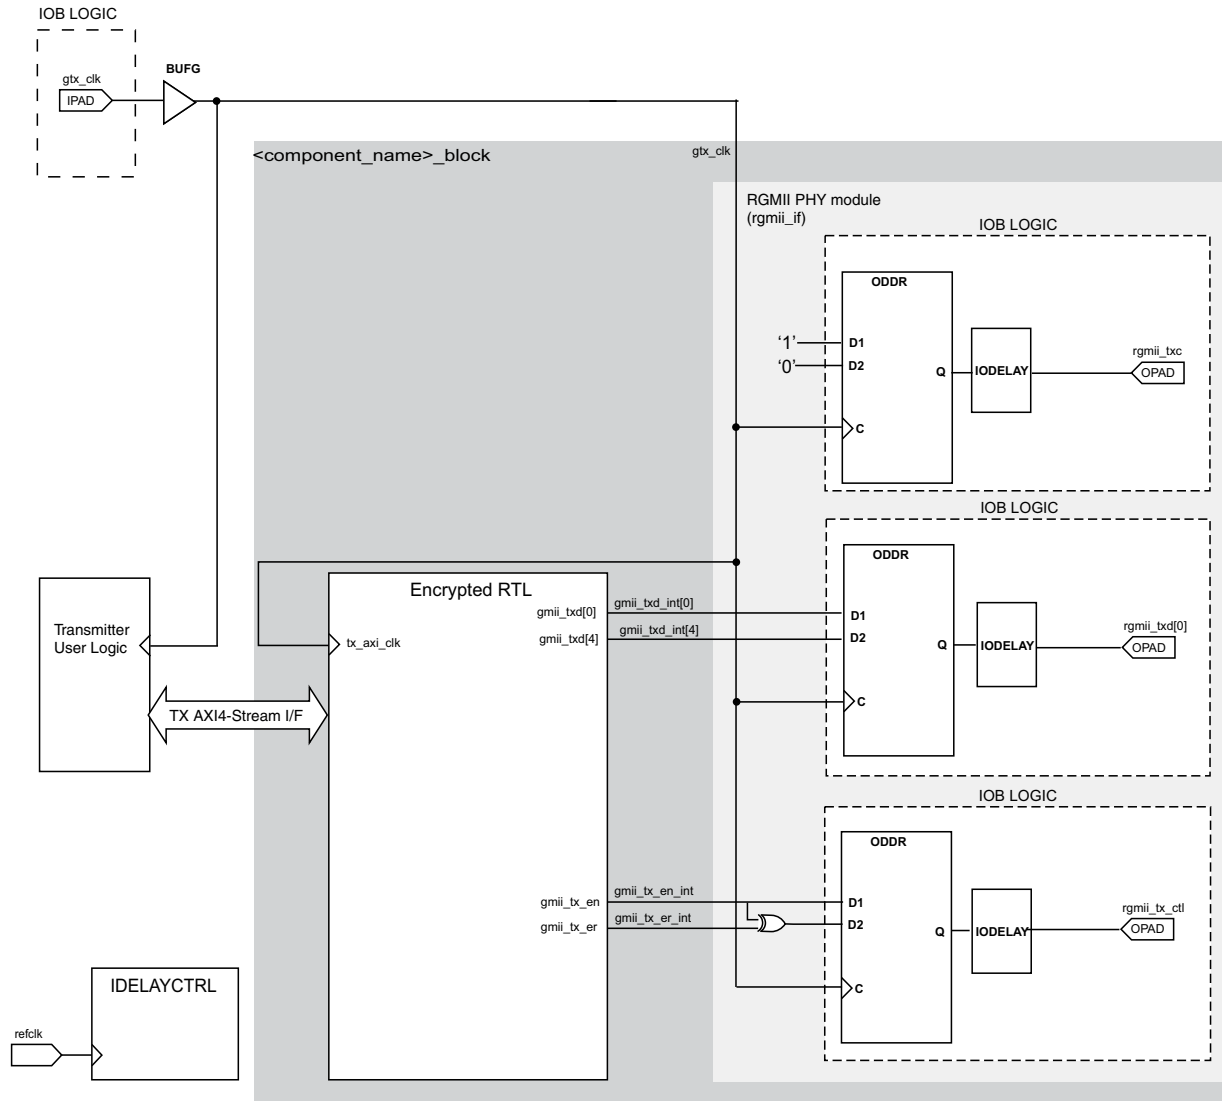 IOB LOGIC
gtx_clk
IPAD
BUFG
<component_name>_block
gtx_clk
RGMII PHY module
(rgmii_if)
IOB LOGIC
ODDR
‘1’
D1
‘0’
D2
Q
IODELAY
rgmii_txc
OPAD
C
IOB LOGIC
ODDR
Encrypted RTL
gmii_txd[0]
gmii_txd_int[0]
D1
gmii_txd[4]
gmii_txd_int[4]
D2
Q
IODELAY
rgmii_txd[0]
OPAD
C
Transmitter
User Logic
tx_axi_clk
TX AXI4-Stream I/F
IOB LOGIC
ODDR
gmii_tx_en
gmii_tx_en_int
D1
gmii_tx_er
gmii_tx_er_int
D2
Q
IODELAY
rgmii_tx_ctl
OPAD
C
IDELAYCTRL
refclk